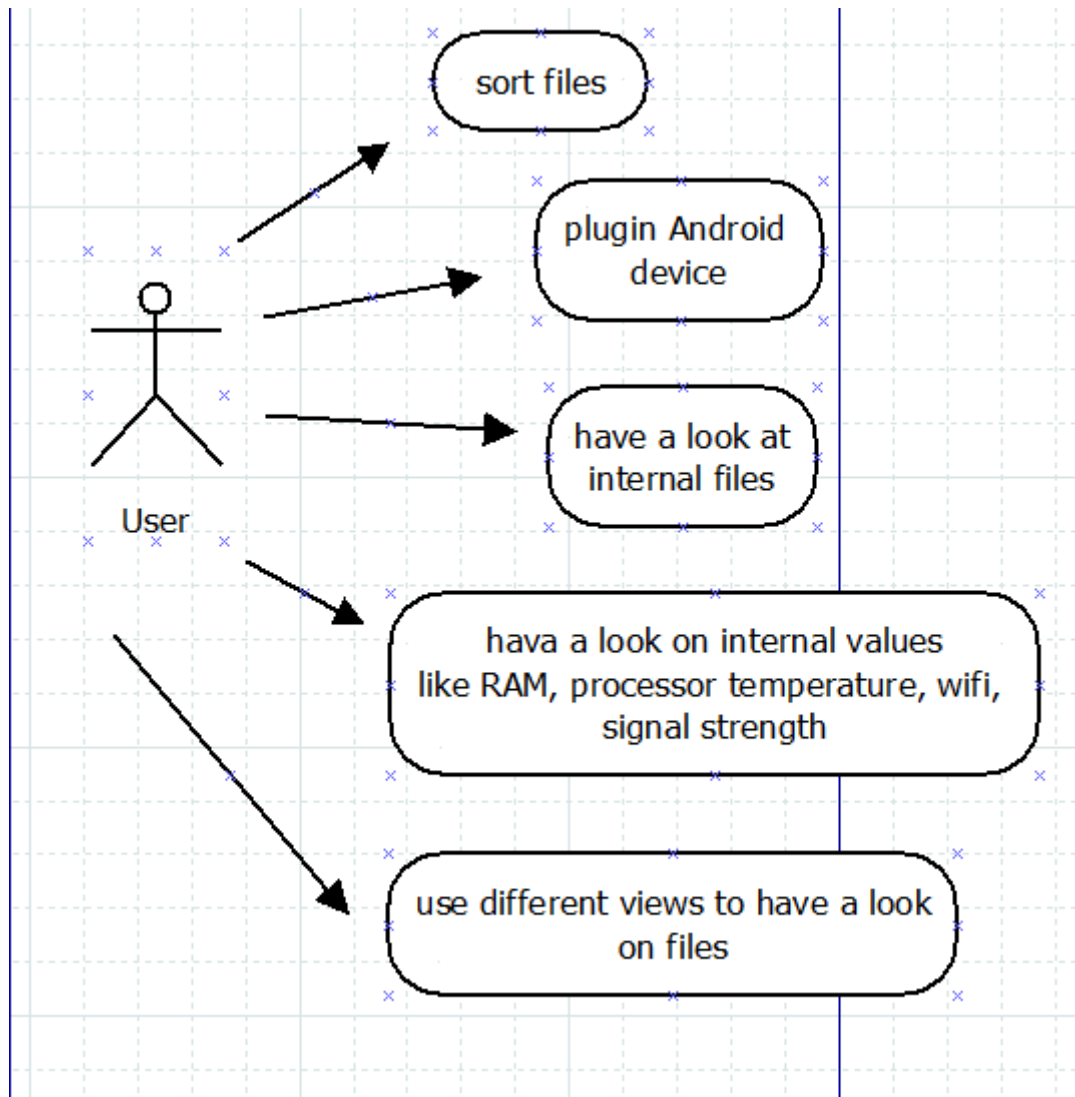 sort files
plugin Android
device
have a look at
internal files
User
hava a look on internal values
like RAM, processor temperature, wifi,
signal strength
use different views to have a look
on files